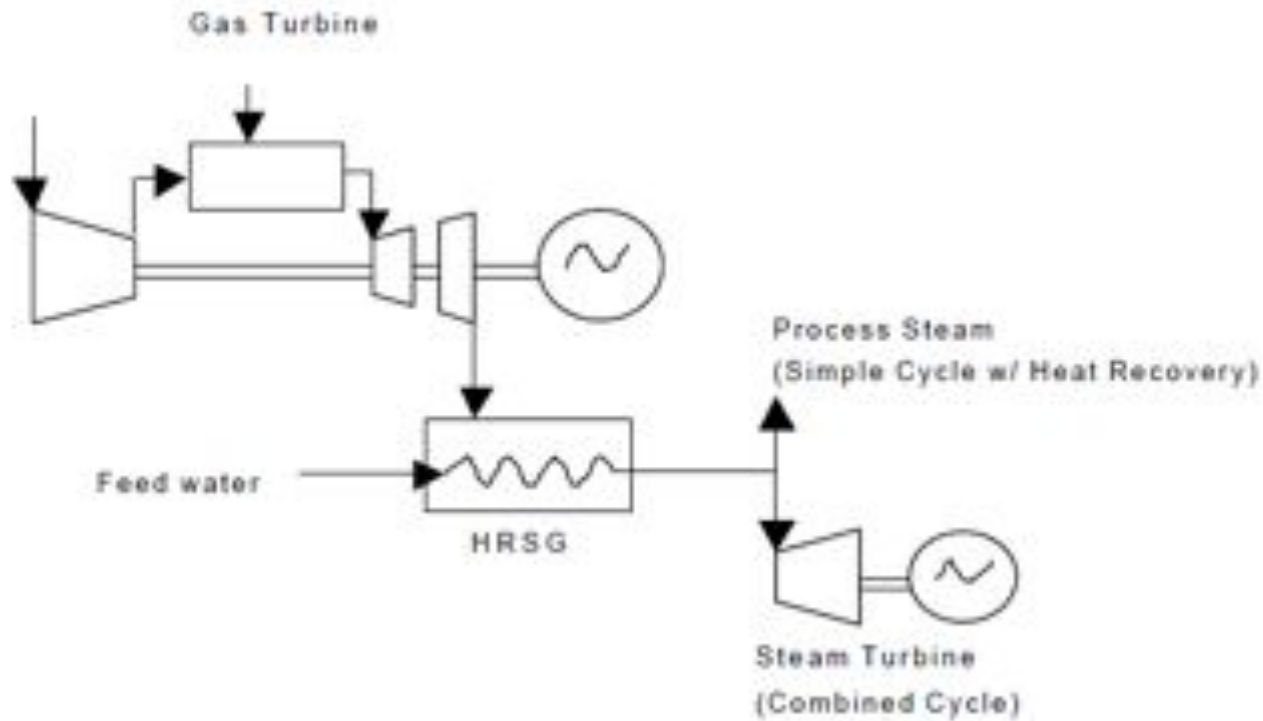 Gas Turbine
Process Steam
(Simple Cycle w/ Heat Recovery)
Feed water
HRSG
Steam Turbine
(Combined Cycle)